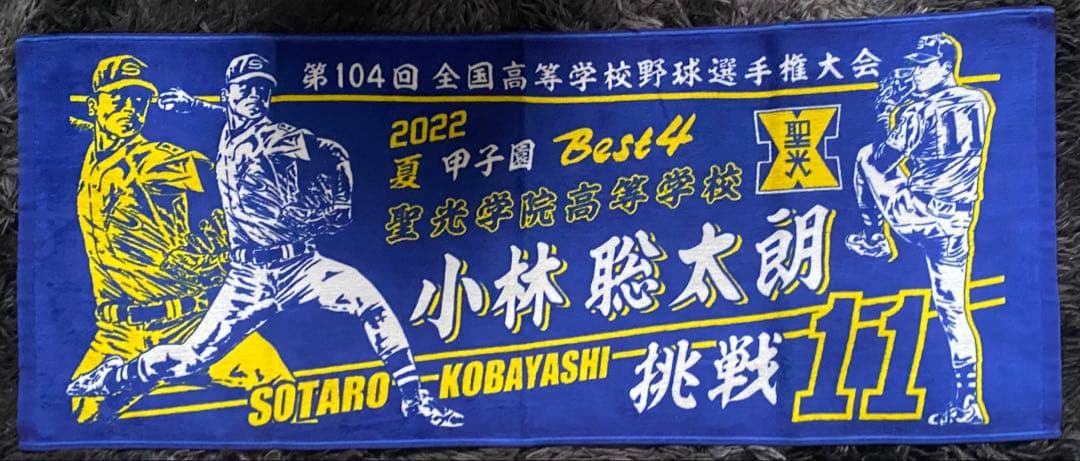 第104回 全国高等学校野球選手権大会
2022
夏 甲子園 Best4
聖光
聖光学院高等学校
小林 聡太朗
SOTARO KOBAYASHI 挑戦 11
S
S
11